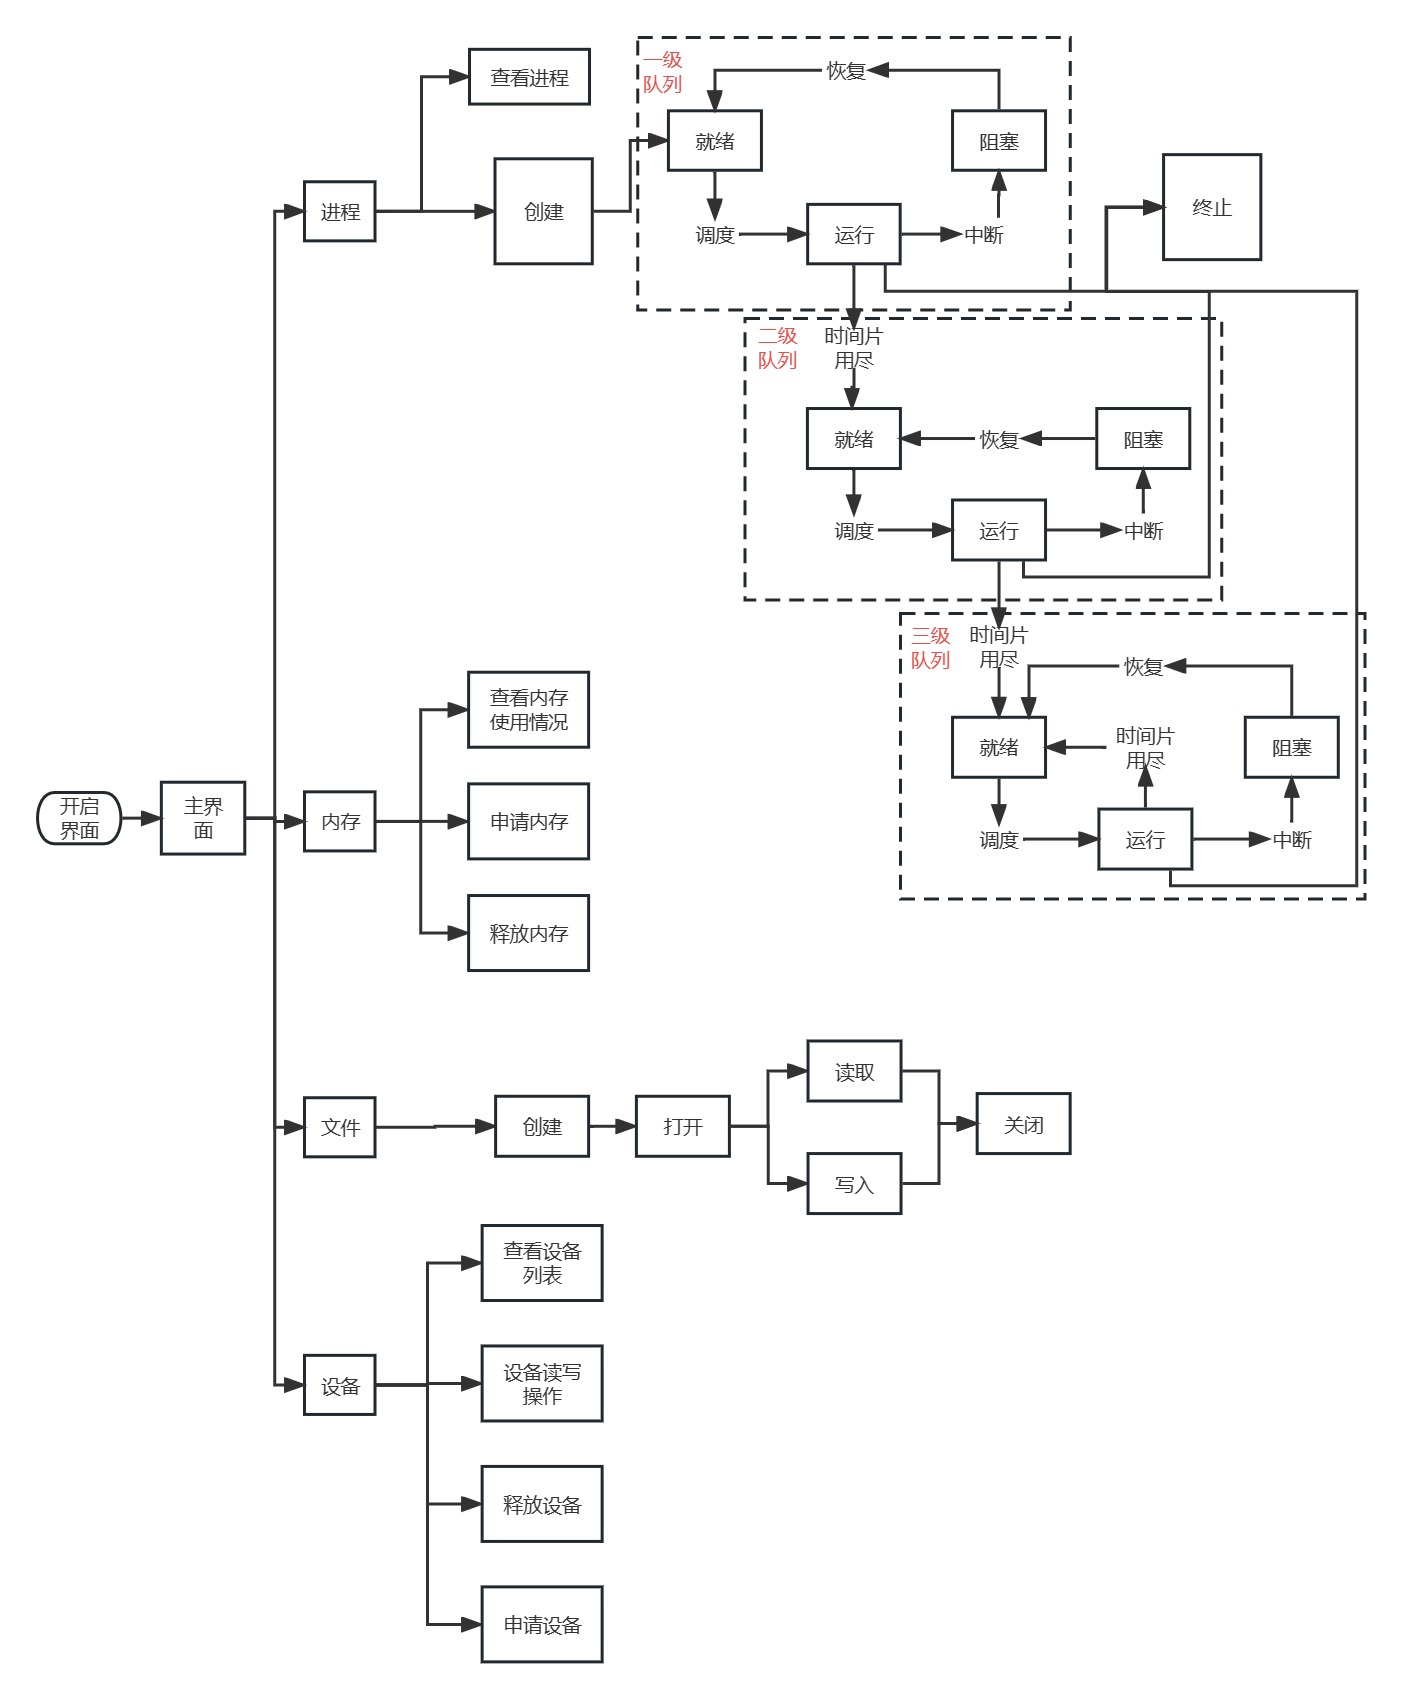 查看进程
一级
队列
恢复
就绪
阻塞
进程
创建
调度
运行
中断
终止
二级
队列
时间片
用尽
就绪
恢复
阻塞
调度
运行
中断
三级
队列
时间片
用尽
恢复
就绪
时间片
用尽
阻塞
调度
运行
中断
开启
界面
主界
面
内存
查看内存
使用情况
申请内存
释放内存
文件
创建
打开
读取
写入
关闭
设备
查看设备
列表
设备读写
操作
释放设备
申请设备